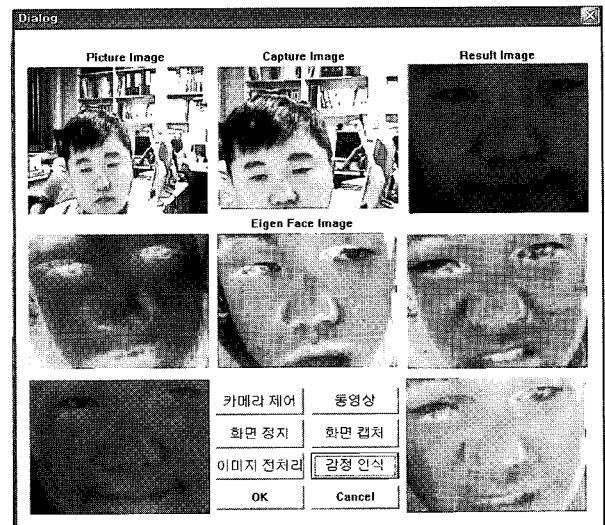 Dialog
Picture Image Capture Image Result Image
Eigen Face Image
카메라 제어 동영상
화면 정지 화면 캡처
이미지 전처리 감정 인식
OK Cancel